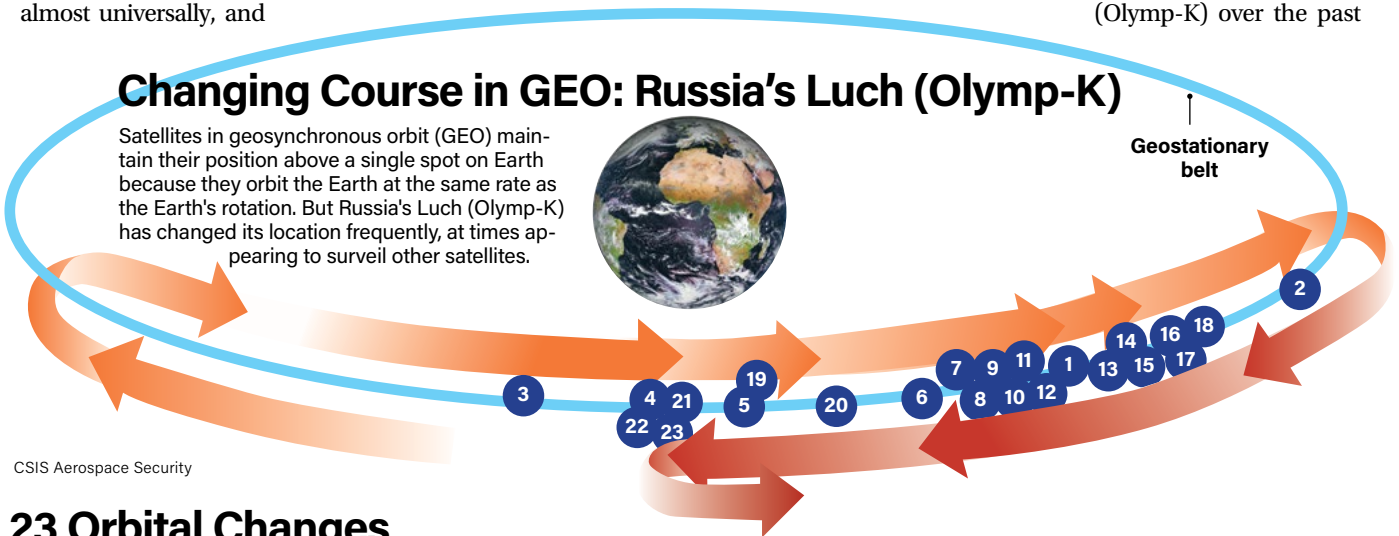 almost universally, and
(Olymp-K) over the past
Changing Course in GEO: Russia's Luch (Olymp-K)
Satellites in geosynchronous orbit (GEO) main-
tain their position above a single spot on Earth
because they orbit the Earth at the same rate as
the Earth's rotation. But Russia's Luch (Olymp-K)
has changed its location frequently, at times ap-
pearing to surveil other satellites.
Geostationary
belt
2
18
16
14
17
15
13
1
11
9
7
12
10
8
6
20
19
5
21
4
3
22
23
CSIS Aerospace Security
23 Orbital Changes